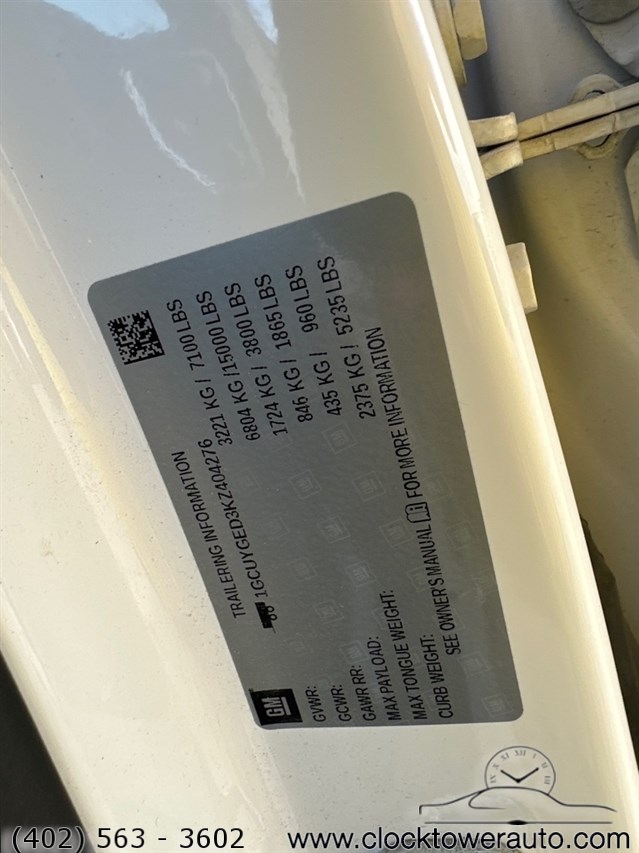 TRAILERING INFORMATION
1GCUYGED3KZ404276
GM
GVWR: 3221 KG / 7100 LBS
GCWR: 6804 KG /15000 LBS
GAWR RR: 1724 KG / 3800 LBS
MAX PAYLOAD: 846 KG / 1865 LBS
MAX TONGUE WEIGHT: 435 KG / 960 LBS
CURB WEIGHT: 2375 KG / 5235 LBS
SEE OWNER'S MANUAL FOR MORE INFORMATION
(402) 563 - 3602
www.clocktowerauto.com